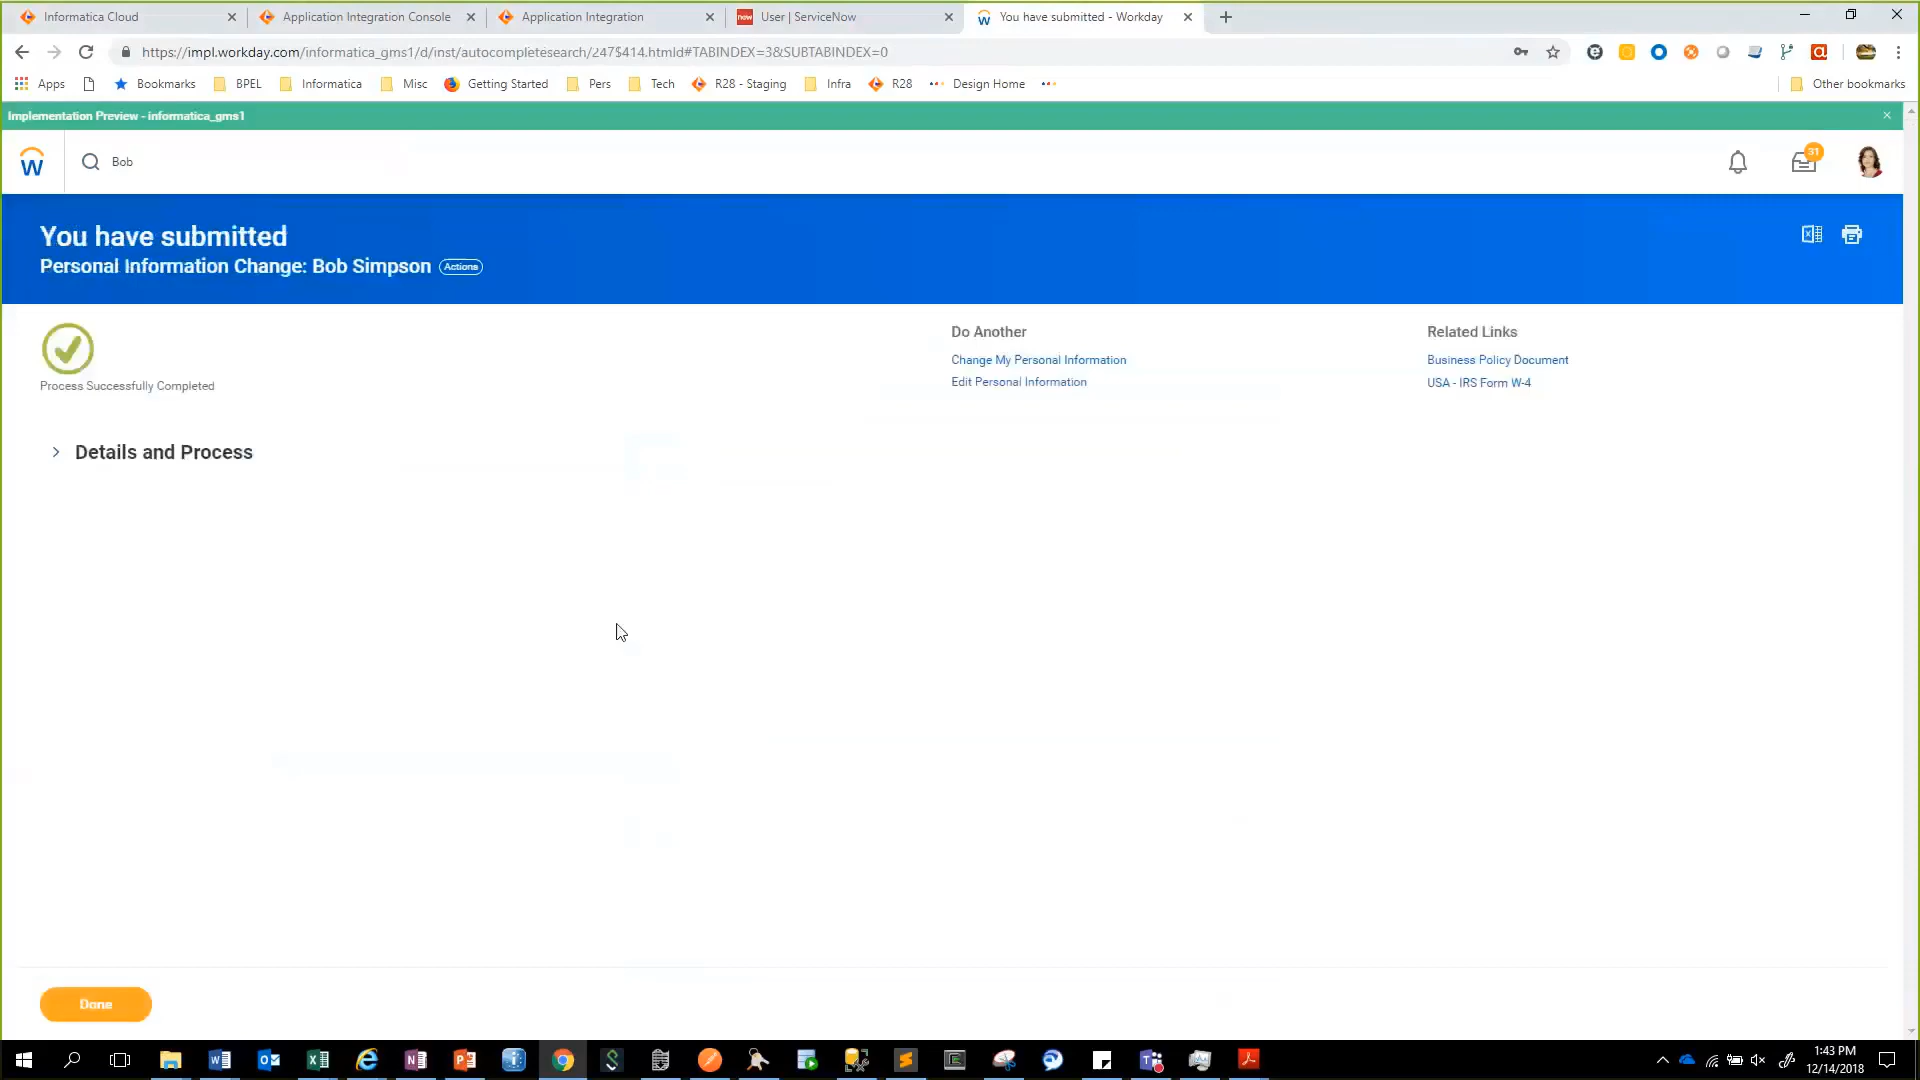 Informatica Cloud
Application Integration Console
Application Integration
User | ServiceNow
You have submitted - Workday
https://impl.workday.com/informatica_gms1/d/inst/autocompletesearch/247$414.htmld#TABINDEX=3&SUBTABINDEX=0
Apps
Bookmarks
BPEL
Informatica
Misc
Getting Started
Pers
Tech
R28 - Staging
Infra
R28
Design Home
Other bookmarks
Implementation Preview - informatica_gms1
Bob
31
You have submitted
Personal Information Change: Bob Simpson Actions
Process Successfully Completed
Do Another
Change My Personal Information
Edit Personal Information
Related Links
Business Policy Document
USA - IRS Form W-4
Details and Process
Done
1:43 PM
12/14/2018